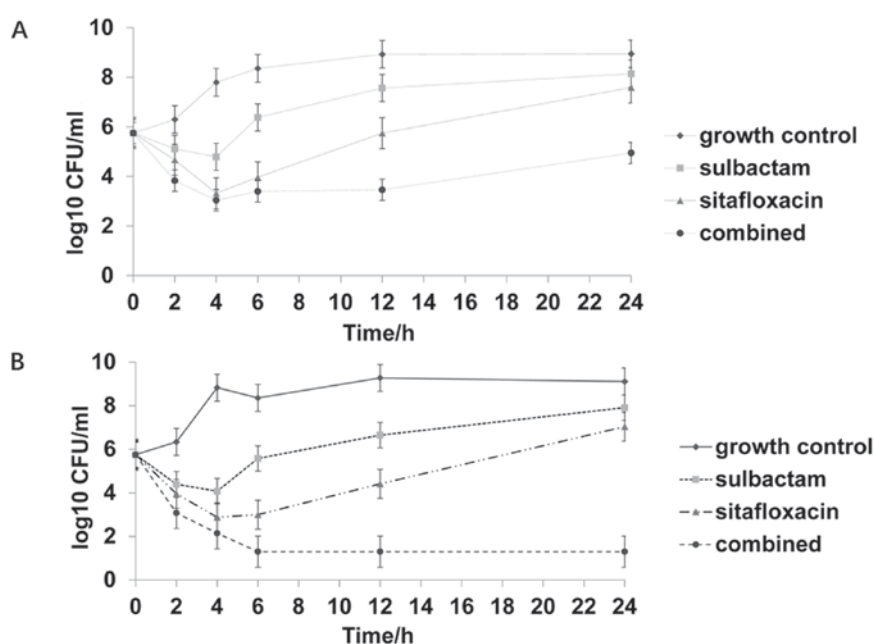 A
10
8
6
4
2
0
log10 CFU/ml
0 2 4 6 8 10 12 14 16 18 20 22 24
Time/h
growth control
sulbactam
sitafloxacin
combined
B
10
8
6
4
2
0
log10 CFU/ml
0 2 4 6 8 10 12 14 16 18 20 22 24
Time/h
growth control
sulbactam
sitafloxacin
combined